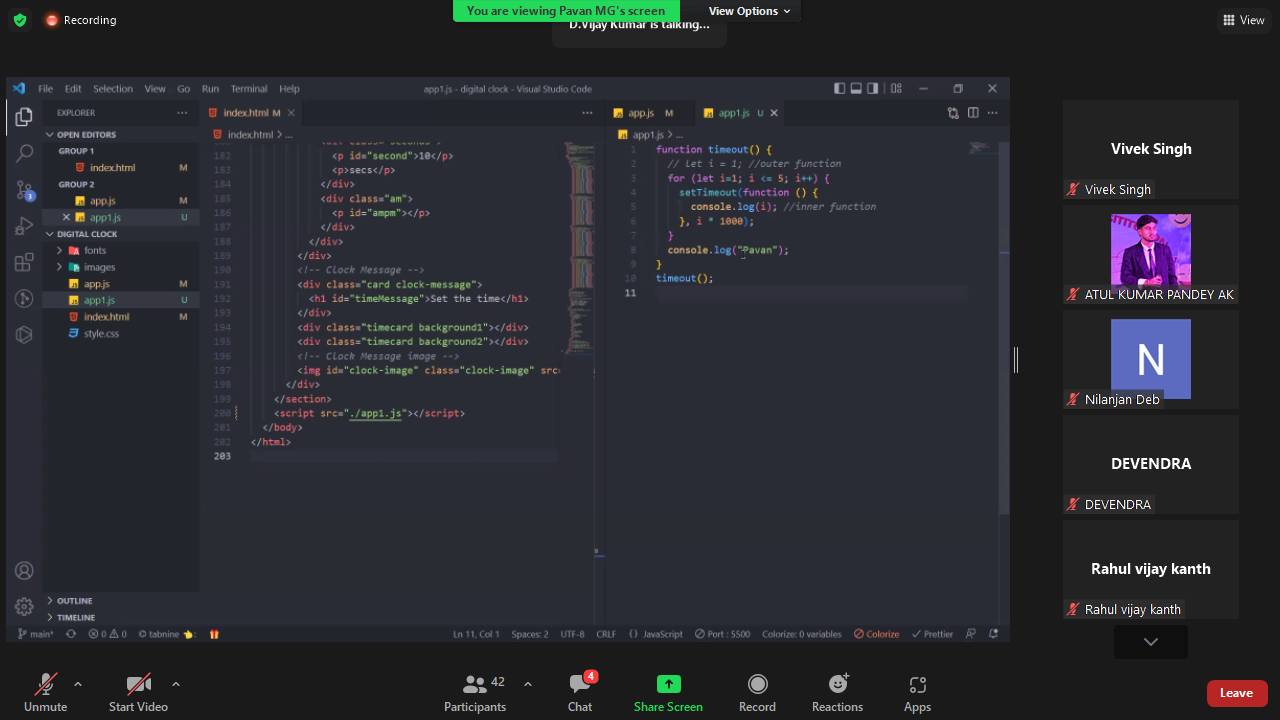 Recording
You are viewing Pavan MG's screen
View Options
D.Vijay Kumar is talking...
View
File Edit Selection View Go Run Terminal Help
app1.js - digital clock - Visual Studio Code
EXPLORER
OPEN EDITORS
GROUP 1
index.html M
GROUP 2
app.js M
app1.js U
DIGITAL CLOCK
fonts
images
app.js M
app1.js U
index.html M
style.css
OUTLINE
TIMELINE
index.html M
index.html > ...
182 <p id="second">10</p>
183 <p>secs</p>
184 </div>
185 <div class="am">
186 <p id="ampm"></p>
187 </div>
188 </div>
189 </div>
190 <!-- Clock Message -->
191 <div class="card clock-message">
192 <h1 id="timeMessage">Set the time</h1>
193 </div>
194 <div class="timecard background1"></div>
195 <div class="timecard background2"></div>
196 <!-- Clock Message image -->
197 <img id="clock-image" class="clock-image" src=
198 </div>
199 </section>
200 <script src="./app1.js"></script>
201 </body>
202 </html>
203
app.js M
app1.js U
app1.js > ...
1 function timeout() {
2 // let i = 1; //outer function
3 for (let i=1; i <= 5; i++) {
4 setTimeout(function () {
5 console.log(i); //inner function
6 }, i * 1000);
7 }
8 console.log("Pavan");
9 }
10 timeout();
11
main* 0 0 tabnine
Ln 11, Col 1 Spaces: 2 UTF-8 CRLF {} JavaScript Port : 5500 Colorize: 0 variables Colorize Prettier
Vivek Singh
Vivek Singh
ATUL KUMAR PANDEY AK
N
Nilanjan Deb
DEVENDRA
DEVENDRA
Rahul vijay kanth
Rahul vijay kanth
Unmute
Start Video
42
Participants
4
Chat
Share Screen
Record
Reactions
Apps
Leave